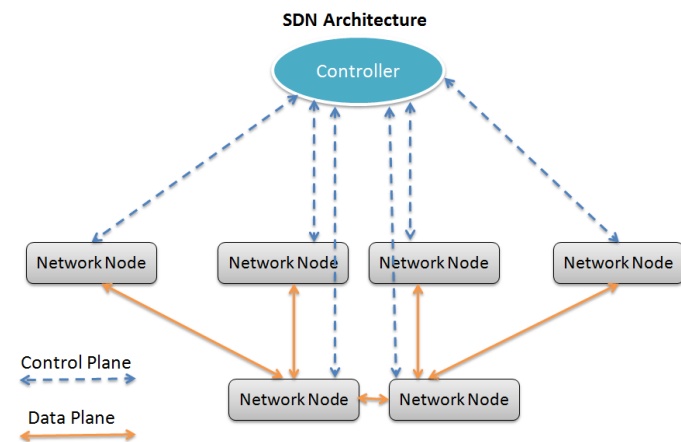 SDN Architecture
Controller
Network Node
Network Node
Network Node
Network Node
Control Plane
Network Node
Network Node
Data Plane